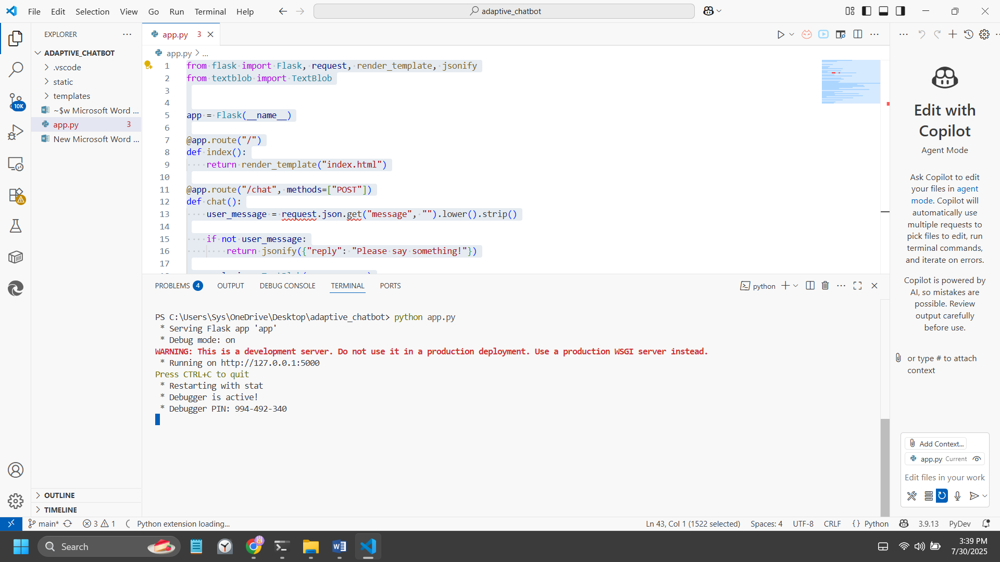 File Edit Selection View Go Run Terminal Help
adaptive_chatbot
EXPLORER
ADAPTIVE_CHATBOT
.vscode
static
templates
~$w Microsoft Word ...
app.py 3
New Microsoft Word ...
10K
OUTLINE
TIMELINE
app.py 3
app.py > ...
1 from flask import Flask, request, render_template, jsonify
2 from textblob import TextBlob
3
4
5 app = Flask(__name__)
6
7 @app.route("/")
8 def index():
9 return render_template("index.html")
10
11 @app.route("/chat", methods=["POST"])
12 def chat():
13 user_message = request.json.get("message", "").lower().strip()
14
15 if not user_message:
16 return jsonify({"reply": "Please say something!"})
17
PROBLEMS 4 OUTPUT DEBUG CONSOLE TERMINAL PORTS
python
PS C:\Users\Sys\OneDrive\Desktop\adaptive_chatbot> python app.py
* Serving Flask app 'app'
* Debug mode: on
WARNING: This is a development server. Do not use it in a production deployment. Use a production WSGI server instead.
* Running on http://127.0.0.1:5000
Press CTRL+C to quit
* Restarting with stat
* Debugger is active!
* Debugger PIN: 994-492-340
Edit with
Copilot
Agent Mode
Ask Copilot to edit
your files in agent
mode. Copilot will
automatically use
multiple requests to
pick files to edit, run
terminal commands,
and iterate on errors.
Copilot is powered by
AI, so mistakes are
possible. Review
output carefully
before use.
or type # to attach
context
Add Context...
app.py Current
Edit files in your work
main* 3 1 Python extension loading...
Ln 43, Col 1 (1522 selected) Spaces: 4 UTF-8 CRLF {} Python 3.9.13 PyDev
Search
3:39 PM
7/30/2025